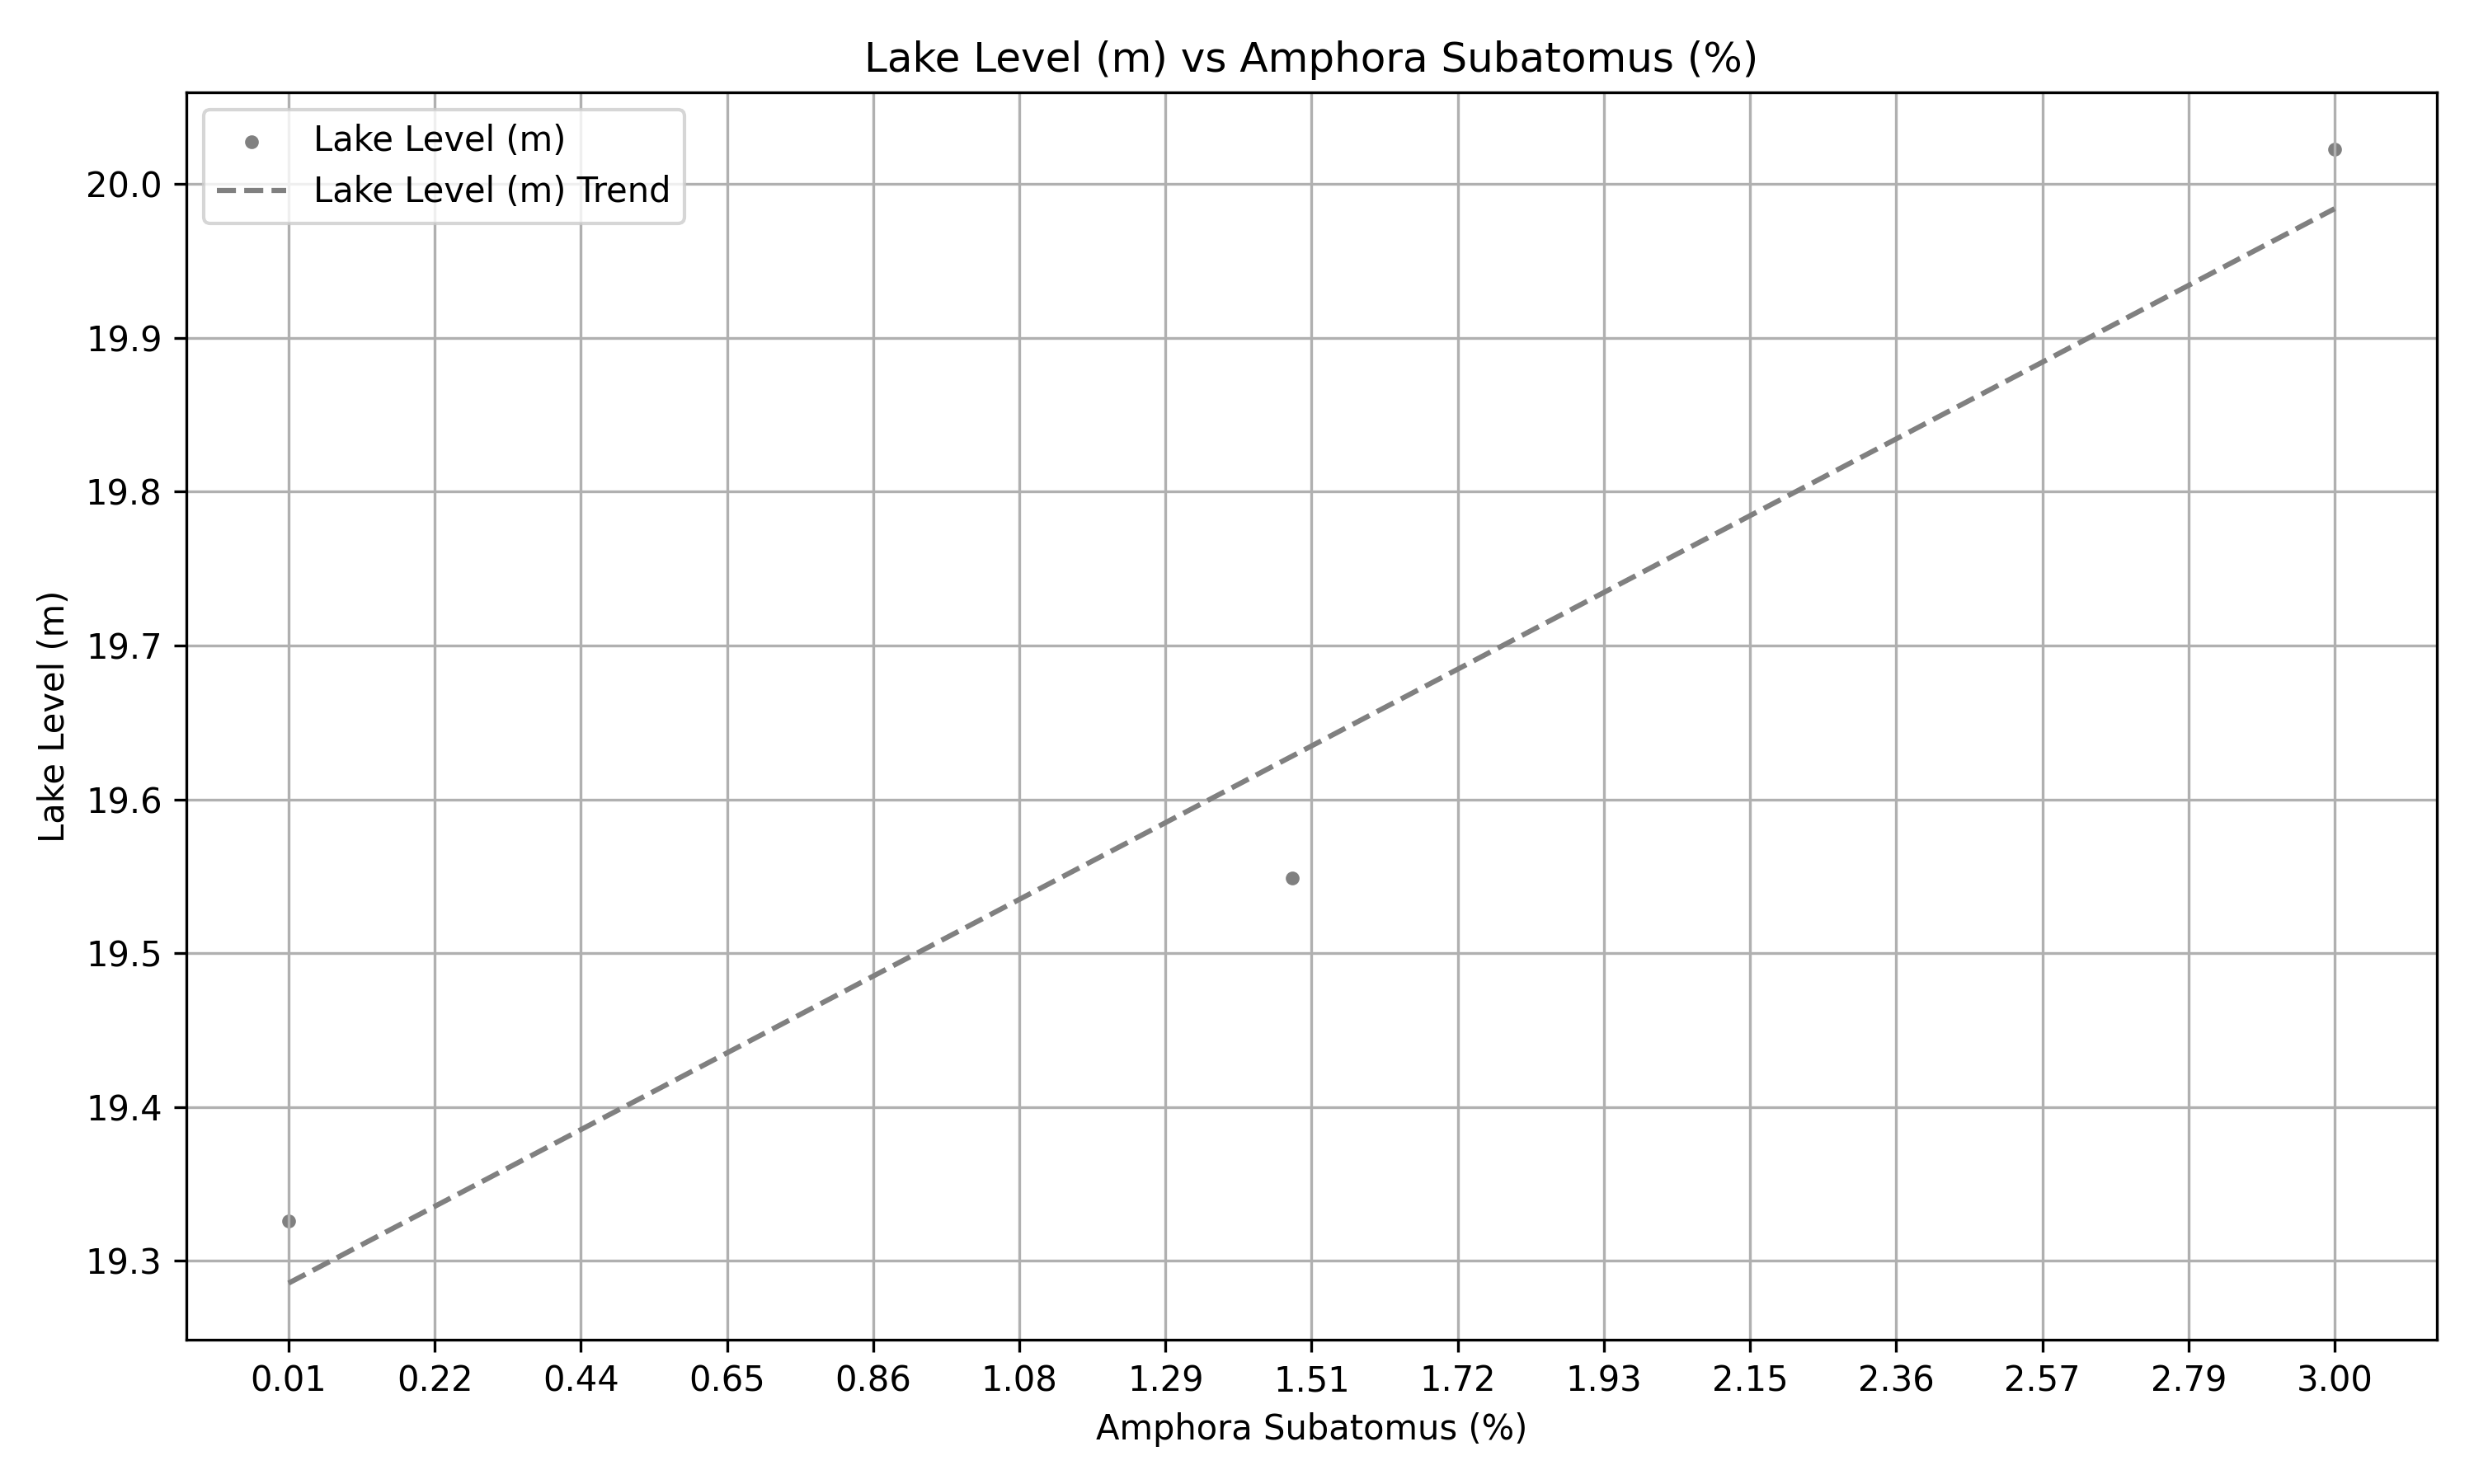 Lake Level (m) vs Amphora Subatomus (%)
Lake Level (m)
Lake Level (m) Trend
20.0
19.9
19.8
19.7
19.6
19.5
19.4
19.3
Lake Level (m)
0.01 0.22 0.44 0.65 0.86 1.08 1.29 1.51 1.72 1.93 2.15 2.36 2.57 2.79 3.00
Amphora Subatomus (%)